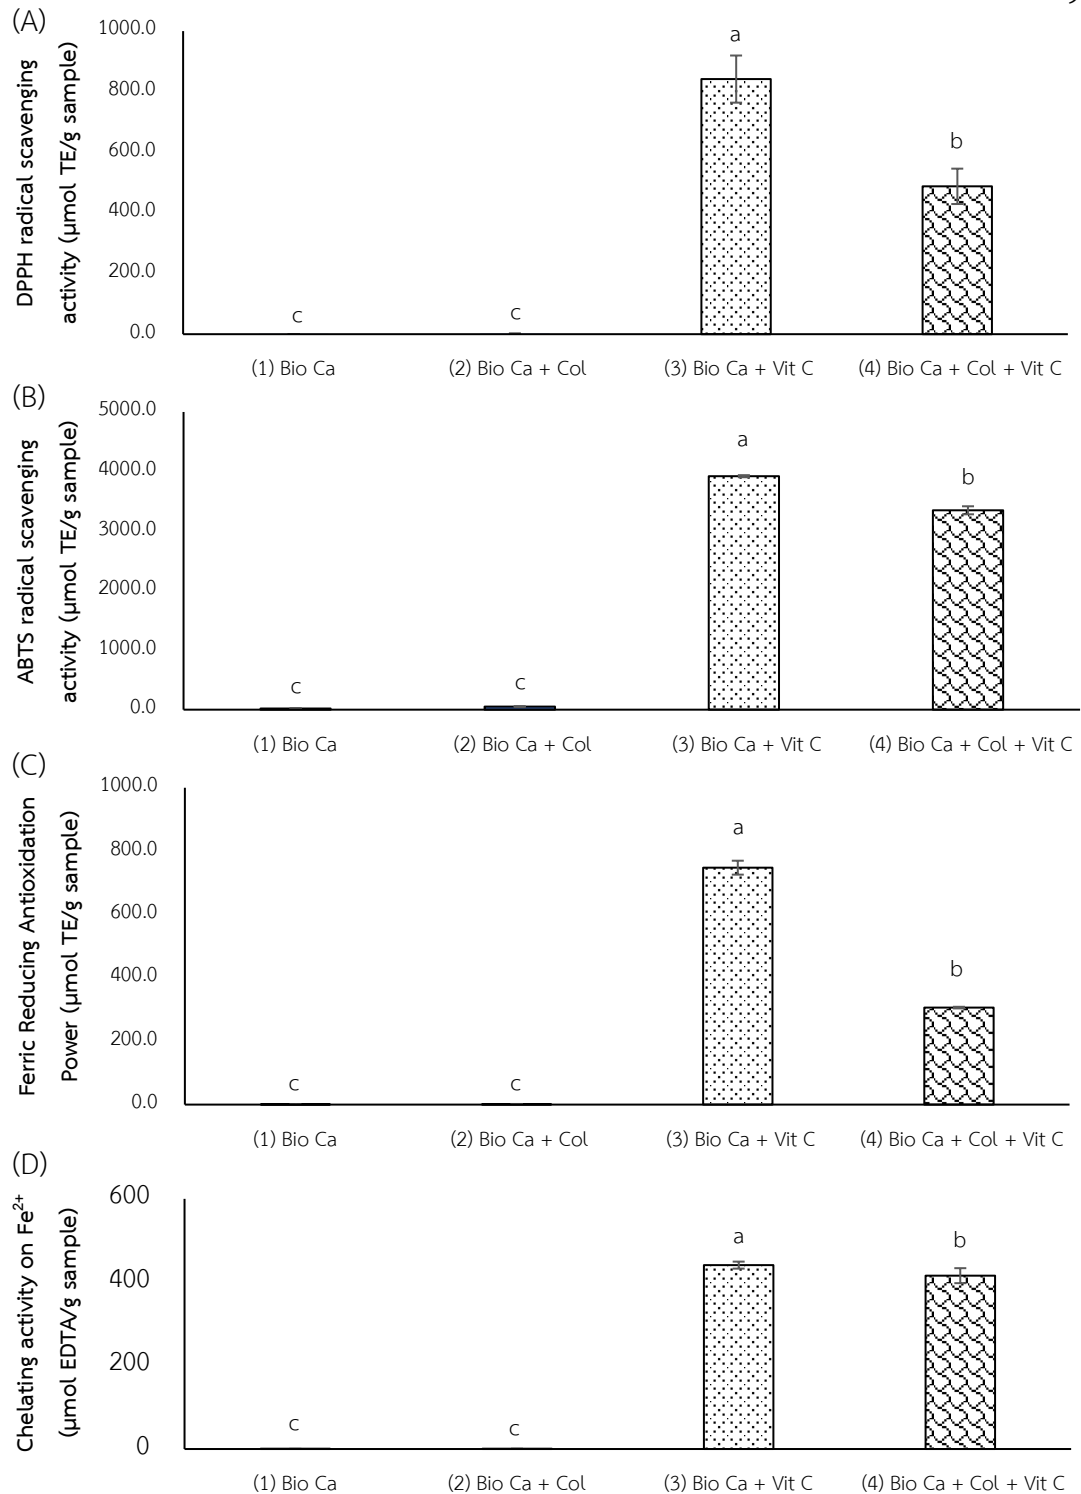 (A)
DPPH radical scavenging
activity (µmol TE/g sample)
1000.0
800.0
600.0
400.0
200.0
0.0
a
b
c
c
(1) Bio Ca
(2) Bio Ca + Col
(3) Bio Ca + Vit C
(4) Bio Ca + Col + Vit C
(B)
ABTS radical scavenging
activity (µmol TE/g sample)
5000.0
4000.0
3000.0
2000.0
1000.0
0.0
a
b
c
c
(1) Bio Ca
(2) Bio Ca + Col
(3) Bio Ca + Vit C
(4) Bio Ca + Col + Vit C
(C)
Ferric Reducing Antioxidation
Power (µmol TE/g sample)
1000.0
800.0
600.0
400.0
200.0
0.0
a
b
c
c
(1) Bio Ca
(2) Bio Ca + Col
(3) Bio Ca + Vit C
(4) Bio Ca + Col + Vit C
(D)
Chelating activity on Fe²⁺
(µmol EDTA/g sample)
600
400
200
0
a
b
c
c
(1) Bio Ca
(2) Bio Ca + Col
(3) Bio Ca + Vit C
(4) Bio Ca + Col + Vit C